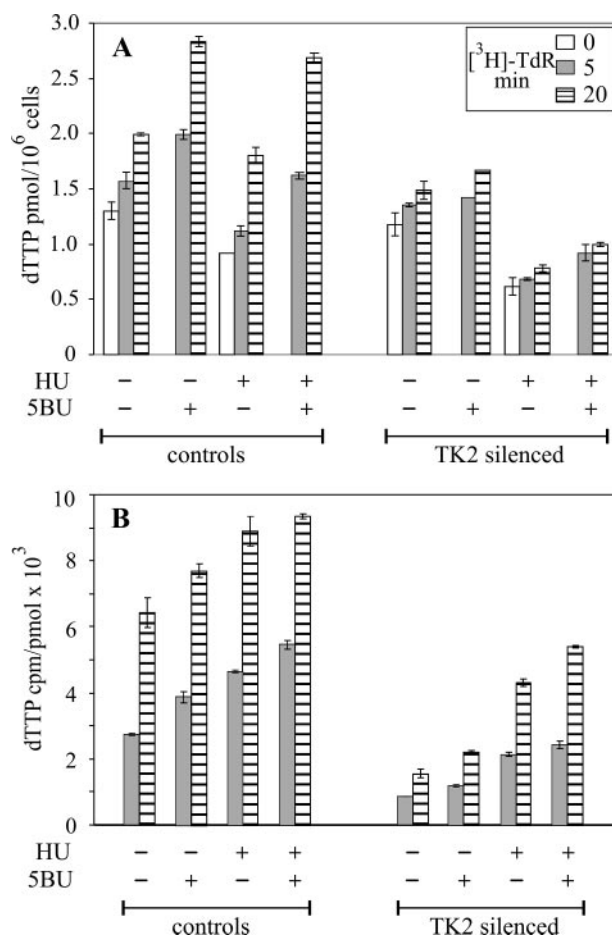 A
3.0
2.5
2.0
1.5
1.0
0.5
0
dTTP pmol/10^6 cells
[^3H]-TdR
min
0
5
20
HU – – + + – – + +
5BU – + – + – + – +
controls TK2 silenced
B
10
8
6
4
2
0
dTTP cpm/pmol x 10^3
HU – – + + – – + +
5BU – + – + – + – +
controls TK2 silenced